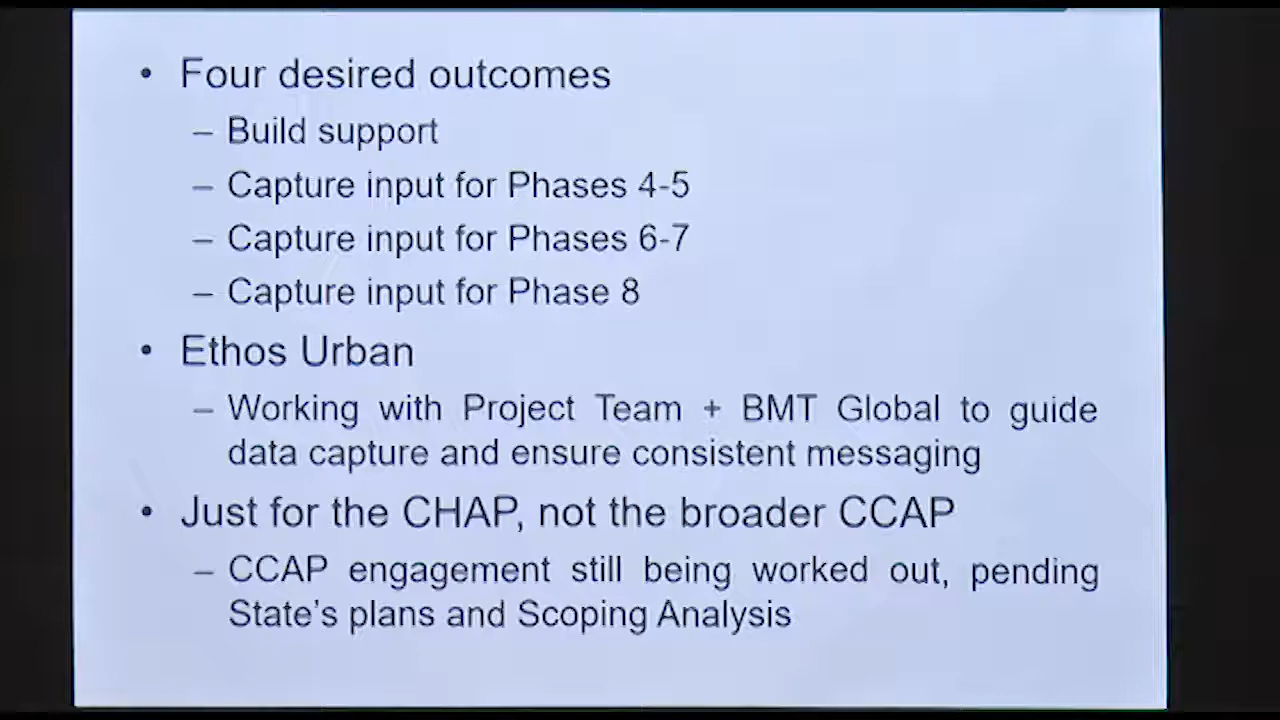 • Four desired outcomes
– Build support
– Capture input for Phases 4-5
– Capture input for Phases 6-7
– Capture input for Phase 8
• Ethos Urban
– Working with Project Team + BMT Global to guide
data capture and ensure consistent messaging
• Just for the CHAP, not the broader CCAP
– CCAP engagement still being worked out, pending
State's plans and Scoping Analysis